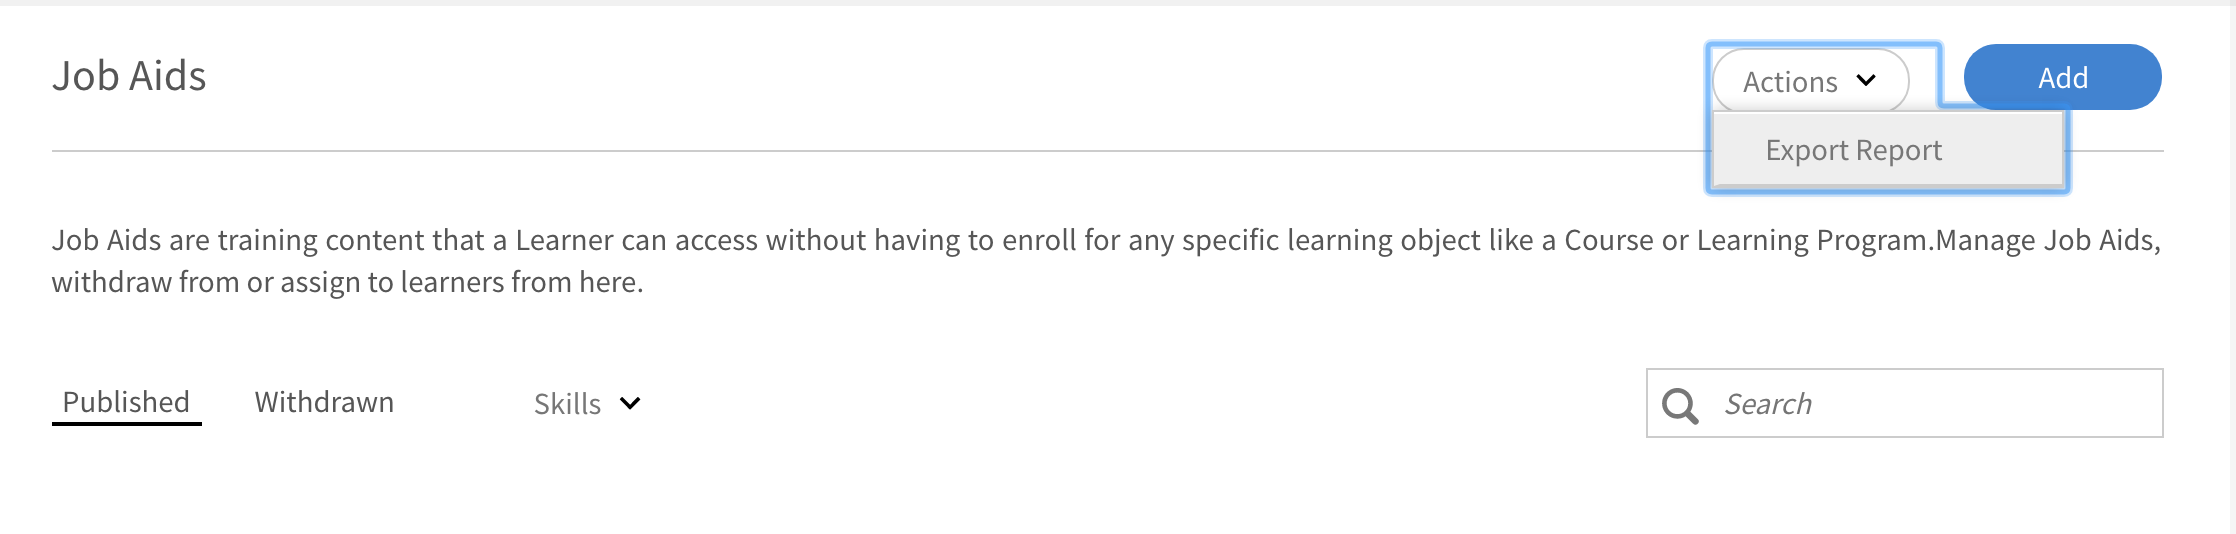 Job Aids
Actions
Add
Export Report
Job Aids are training content that a Learner can access without having to enroll for any specific learning object like a Course or Learning Program.Manage Job Aids,
withdraw from or assign to learners from here.
Published Withdrawn Skills Search